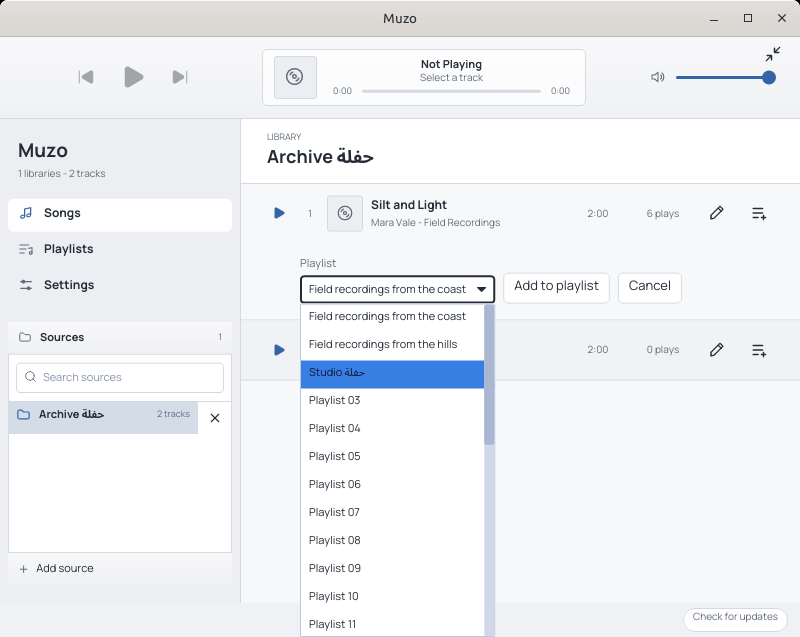 Muzo
Not Playing
Select a track
0:00
0:00
Muzo
1 libraries - 2 tracks
Songs
Playlists
Settings
Sources
1
Search sources
Archive حفلة
2 tracks
Add source
LIBRARY
Archive حفلة
1
Silt and Light
Mara Vale - Field Recordings
2:00
6 plays
Playlist
Field recordings from the coast
Add to playlist
Cancel
Field recordings from the coast
Field recordings from the hills
Studio حفلة
Playlist 03
Playlist 04
Playlist 05
Playlist 06
Playlist 07
Playlist 08
Playlist 09
Playlist 10
Playlist 11
2:00
0 plays
Check for updates